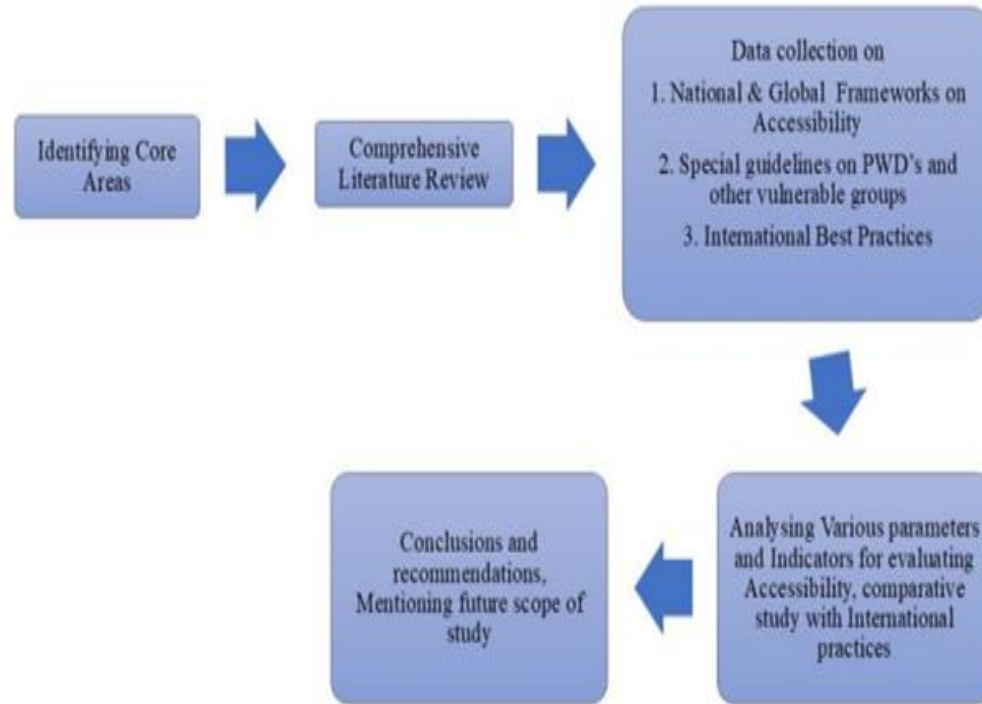 Identifying Core
Areas
Comprehensive
Literature Review
Data collection on
1. National & Global Frameworks on
Accessibility
2. Special guidelines on PWD's and
other vulnerable groups
3. International Best Practices
Analysing Various parameters
and Indicators for evaluating
Accessibility, comparative
study with International
practices
Conclusions and
recommendations,
Mentioning future scope of
study